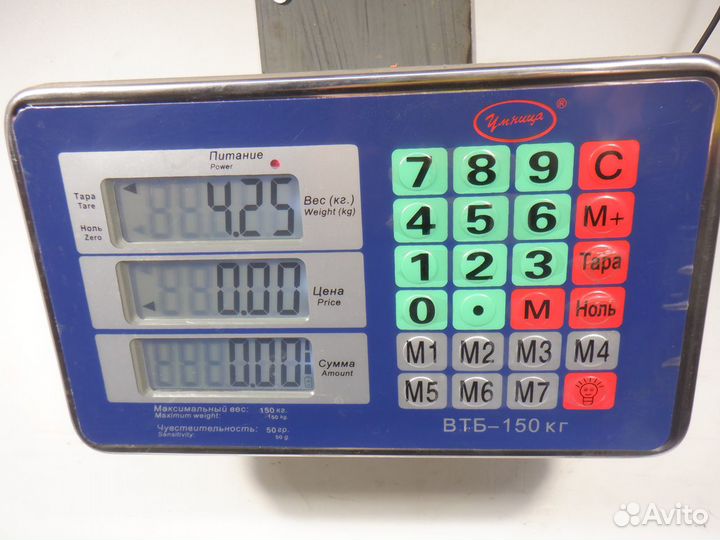 Умница ®
Питание
Power
Тара
Tare
Ноль
Zero
4.25
Вес (кг.)
Weight (kg)
0.00
Цена
Price
0.00
Сумма
Amount
Максимальный вес: 150 кг.
Maximum weight: 150 kg.
Чувствительность: 50 гр.
Sensitivity: 50 g.
7 8 9 C
4 5 6 M+
1 2 3 Тара
0 • M Ноль
M1 M2 M3 M4
M5 M6 M7
ВТБ-150 кг
Avito